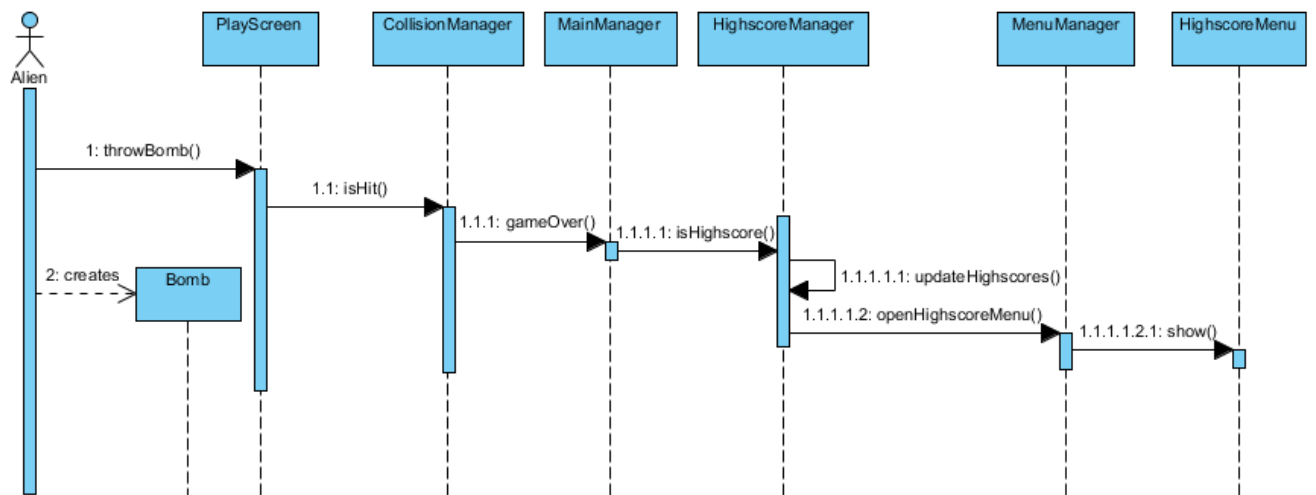 PlayScreen
CollisionManager
MainManager
HighscoreManager
MenuManager
HighscoreMenu
Alien
1: throwBomb()
1.1: isHit()
1.1.1: gameOver()
1.1.1.1: isHighscore()
2: creates
Bomb
1.1.1.1.1: updateHighscores()
1.1.1.1.2: openHighscoreMenu()
1.1.1.1.2.1: show()